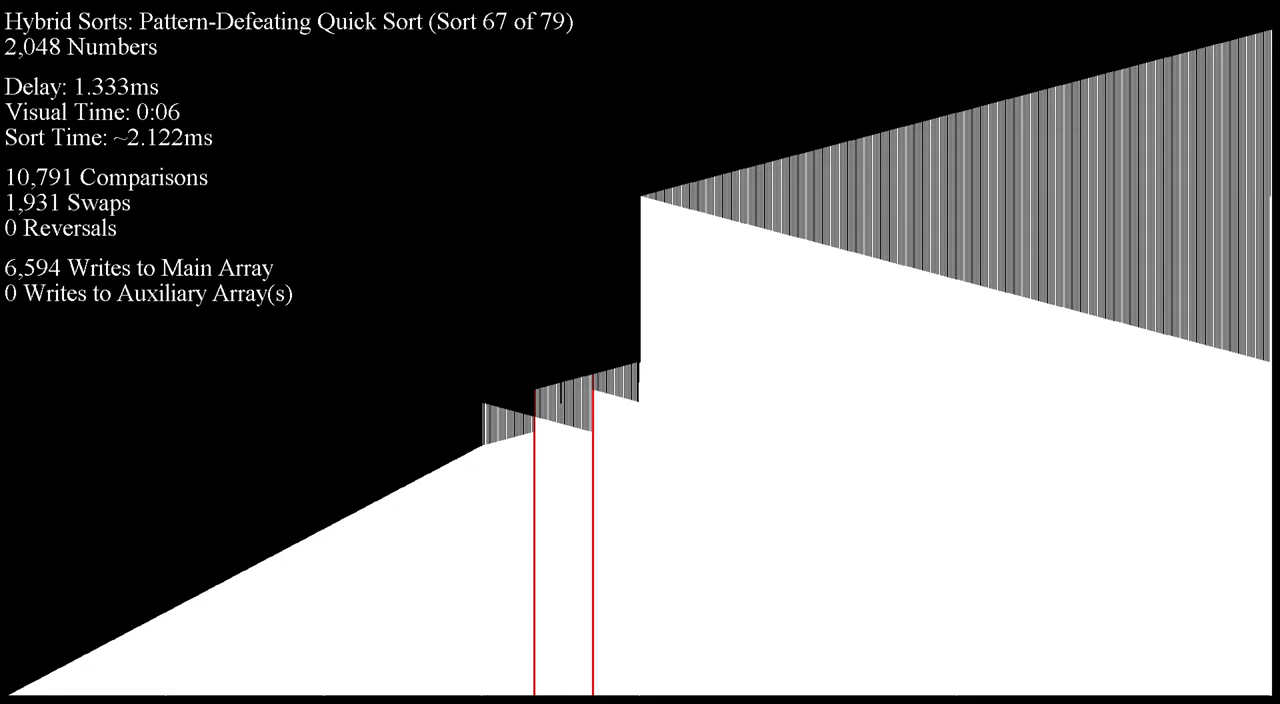 Hybrid Sorts: Pattern-Defeating Quick Sort (Sort 67 of 79)
2,048 Numbers
Delay: 1.333ms
Visual Time: 0:06
Sort Time: ~2.122ms
10,791 Comparisons
1,931 Swaps
0 Reversals
6,594 Writes to Main Array
0 Writes to Auxiliary Array(s)